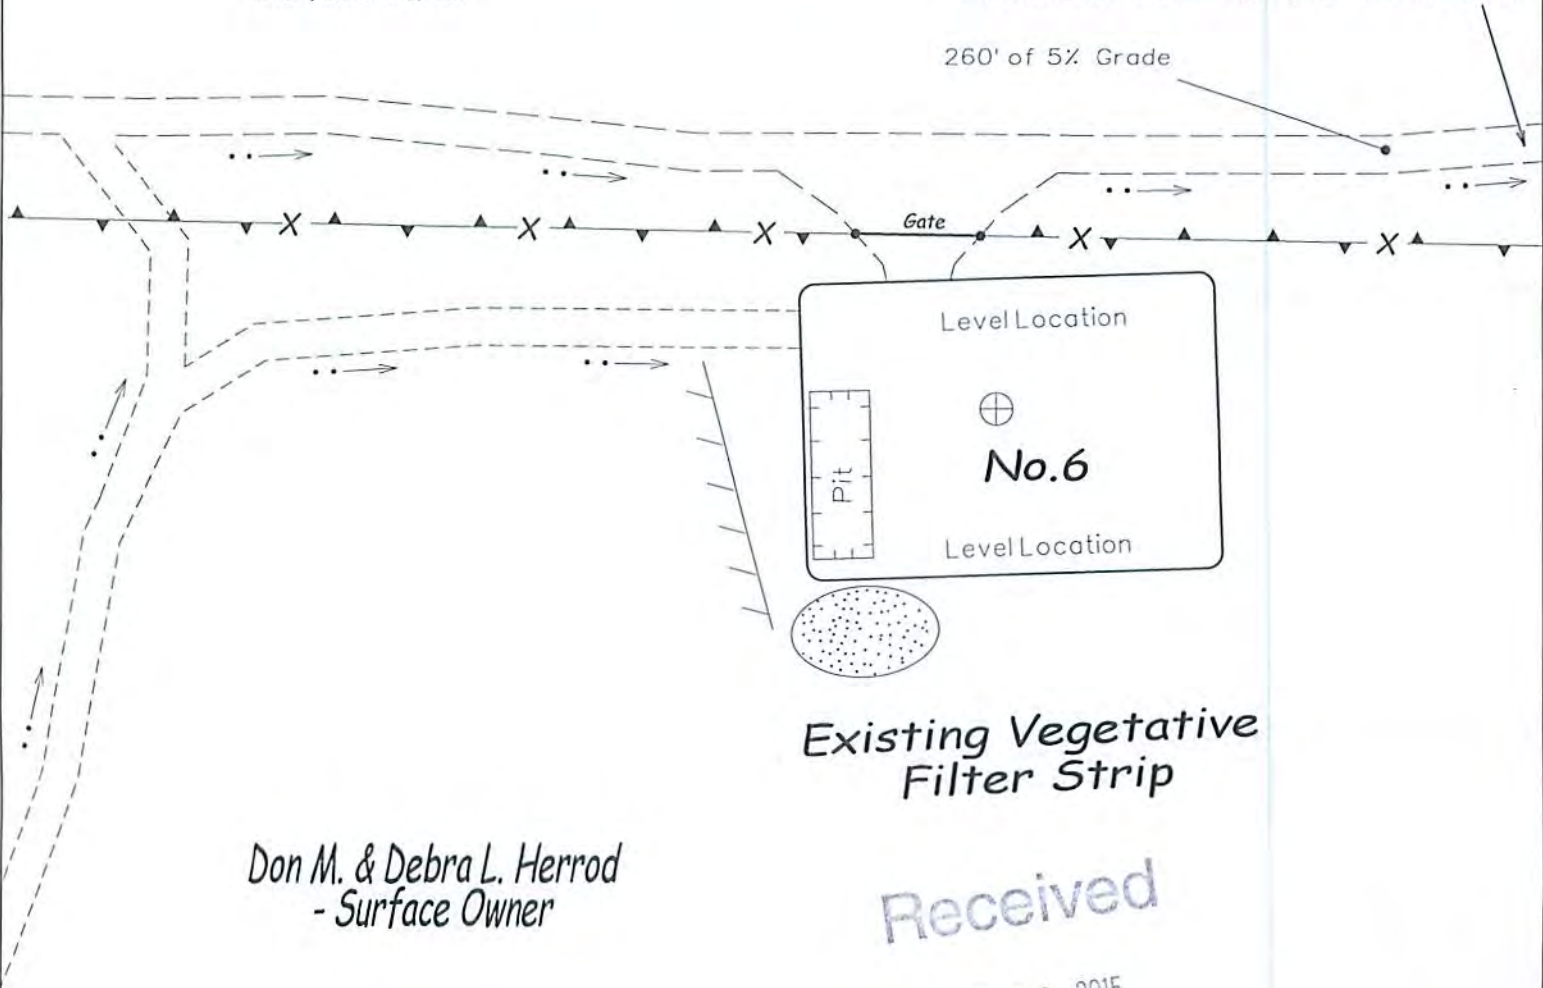 260' of 5% Grade
Gate
Level Location
No.6
Pit
Level Location
Existing Vegetative
Filter Strip
Don M. & Debra L. Herrod
- Surface Owner
Received